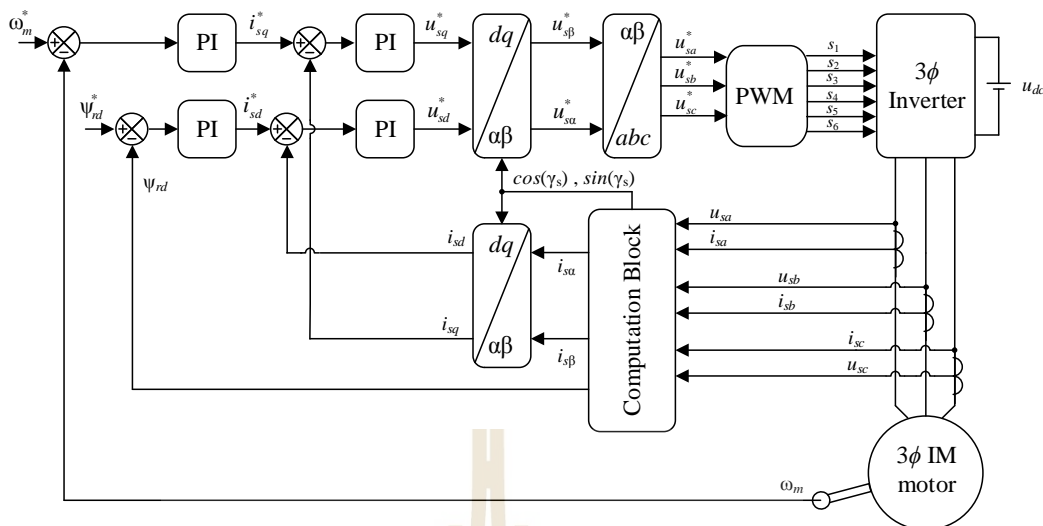 ω*m
PI
i*sq
PI
u*sq
dq
αβ
u*sβ
αβ
abc
u*sa
u*sb
u*sc
PWM
s1
s2
s3
s4
s5
s6
3ϕ
Inverter
udc
ψ*rd
PI
i*sd
PI
u*sd
u*sα
ψrd
cos(γs) , sin(γs)
isd
isq
dq
αβ
isα
isβ
Computation Block
usa
isa
usb
isb
isc
usc
3ϕ IM
motor
ωm